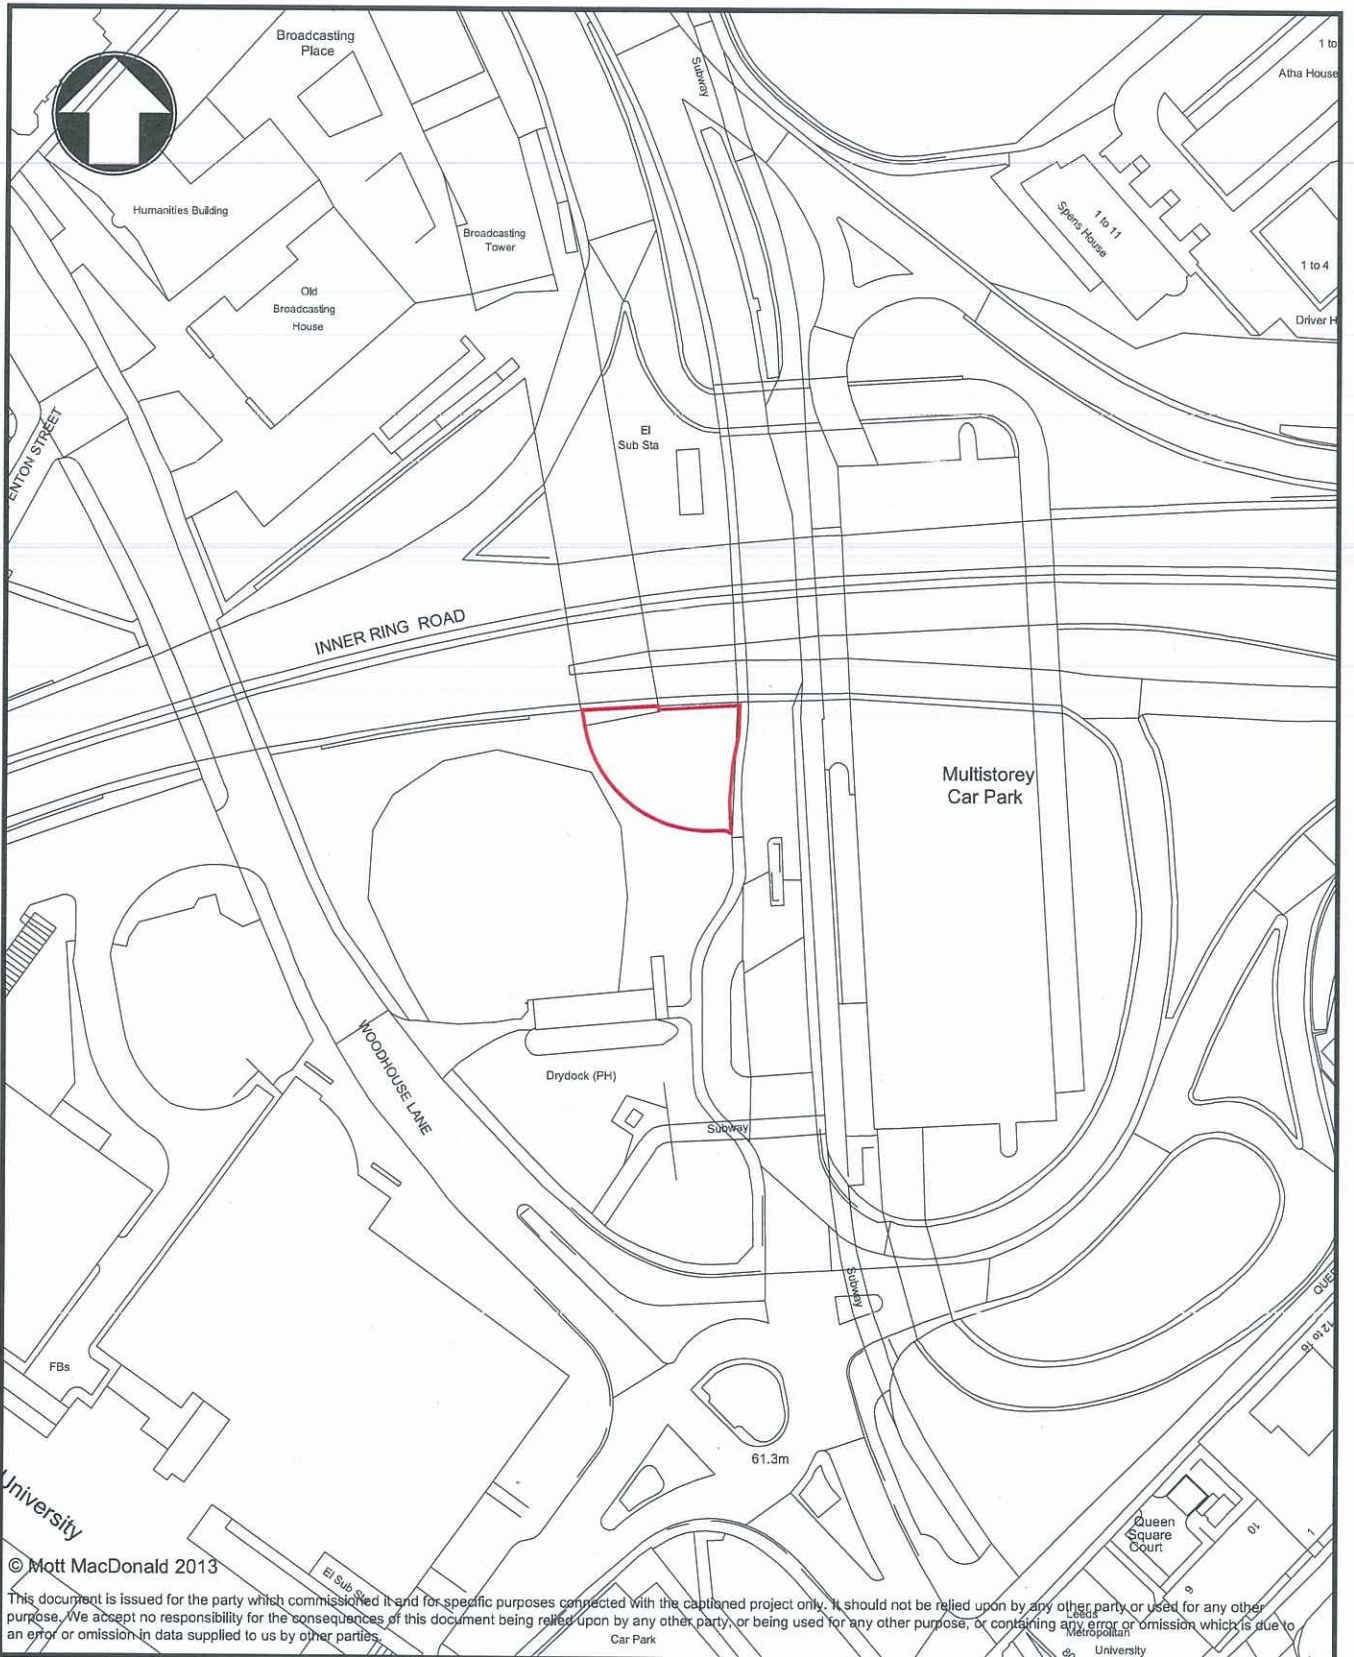 Broadcasting
Place
Subway
1 to
Atha House
Humanities Building
Broadcasting
Tower
1 to 11
Spens House
1 to 4
Driver H
Old
Broadcasting
House
ENTON STREET
El
Sub Sta
INNER RING ROAD
Multistorey
Car Park
WOODHOUSE LANE
Drydock (PH)
Subway
Subway
QUE
12 to 16
FBs
61.3m
University
Queen
Square
Court
10
1
9
© Mott MacDonald 2013
El Sub Sta
This document is issued for the party which commissioned it and for specific purposes connected with the captioned project only. It should not be relied upon by any other party or used for any other
purpose. We accept no responsibility for the consequences of this document being relied upon by any other party, or being used for any other purpose, or containing any error or omission which is due to
an error or omission in data supplied to us by other parties.
Car Park
Leeds
Metropolitan
University